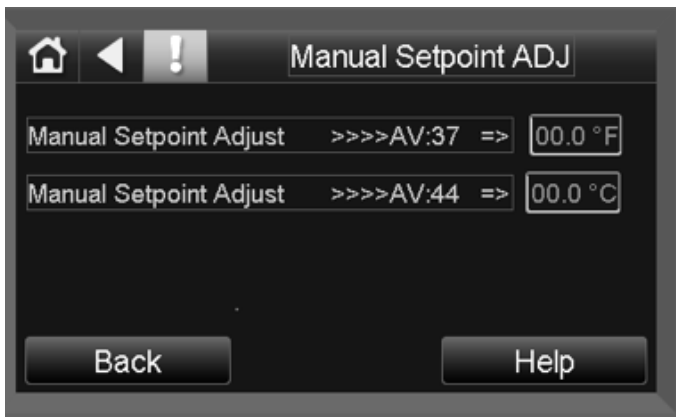 Manual Setpoint ADJ
Manual Setpoint Adjust >>>>AV:37 => 00.0 °F
Manual Setpoint Adjust >>>>AV:44 => 00.0 °C
Back Help